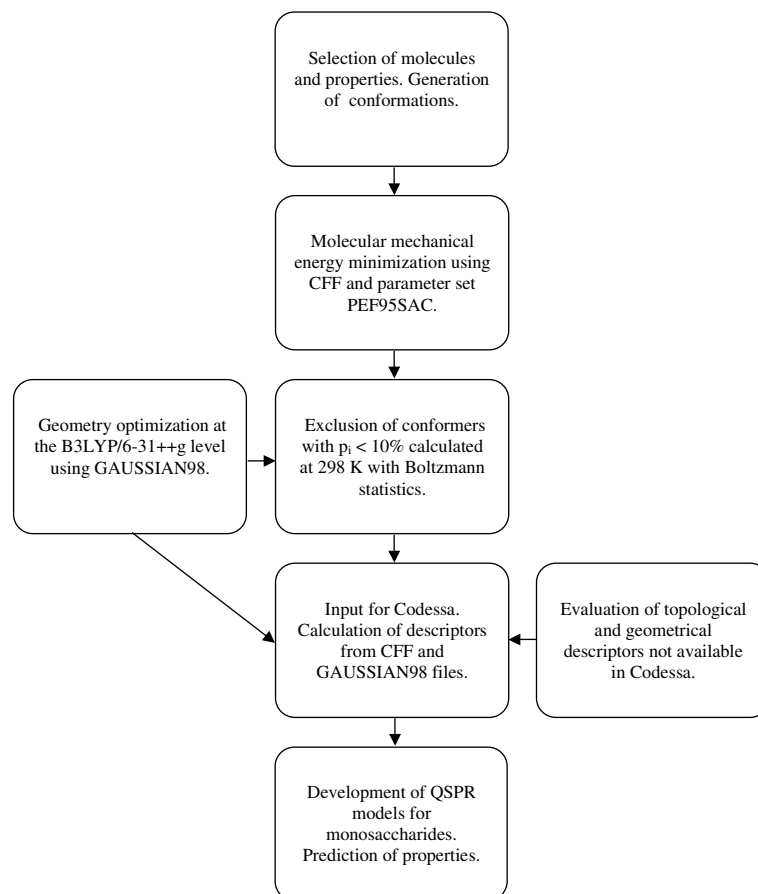 Selection of molecules
and properties. Generation
of conformations.
Molecular mechanical
energy minimization using
CFF and parameter set
PEF95SAC.
Geometry optimization at
the B3LYP/6-31++g level
using GAUSSIAN98.
Exclusion of conformers
with pi < 10% calculated
at 298 K with Boltzmann
statistics.
Input for Codessa.
Calculation of descriptors
from CFF and
GAUSSIAN98 files.
Evaluation of topological
and geometrical
descriptors not available
in Codessa.
Development of QSPR
models for
monosaccharides.
Prediction of properties.